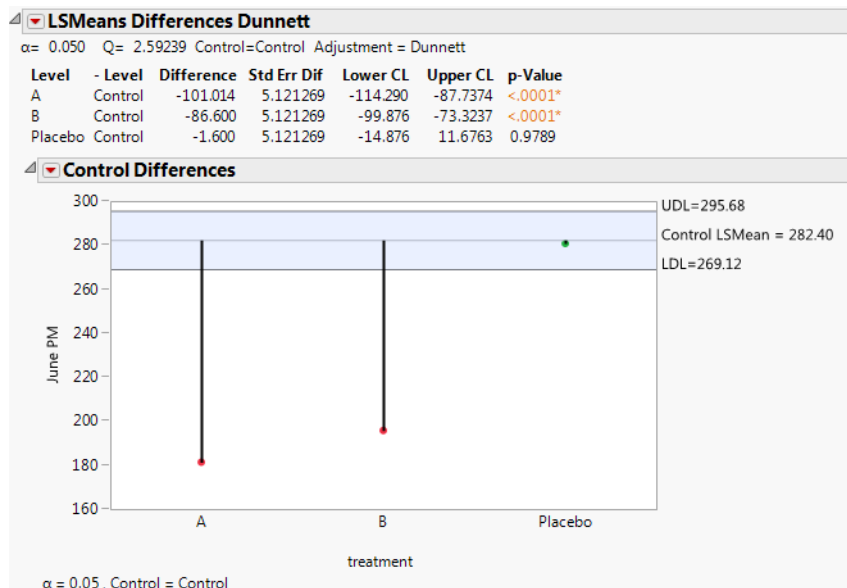 LSMeans Differences Dunnett
α= 0.050 Q= 2.59239 Control=Control Adjustment = Dunnett
Level - Level Difference Std Err Dif Lower CL Upper CL p-Value
A Control -101.014 5.121269 -114.290 -87.7374 <.0001*
B Control -86.600 5.121269 -99.876 -73.3237 <.0001*
Placebo Control -1.600 5.121269 -14.876 11.6763 0.9789
Control Differences
300
280
260
240
220
200
180
160
June PM
UDL=295.68
Control LSMean = 282.40
LDL=269.12
A B Placebo
treatment
α = 0.05 , Control = Control